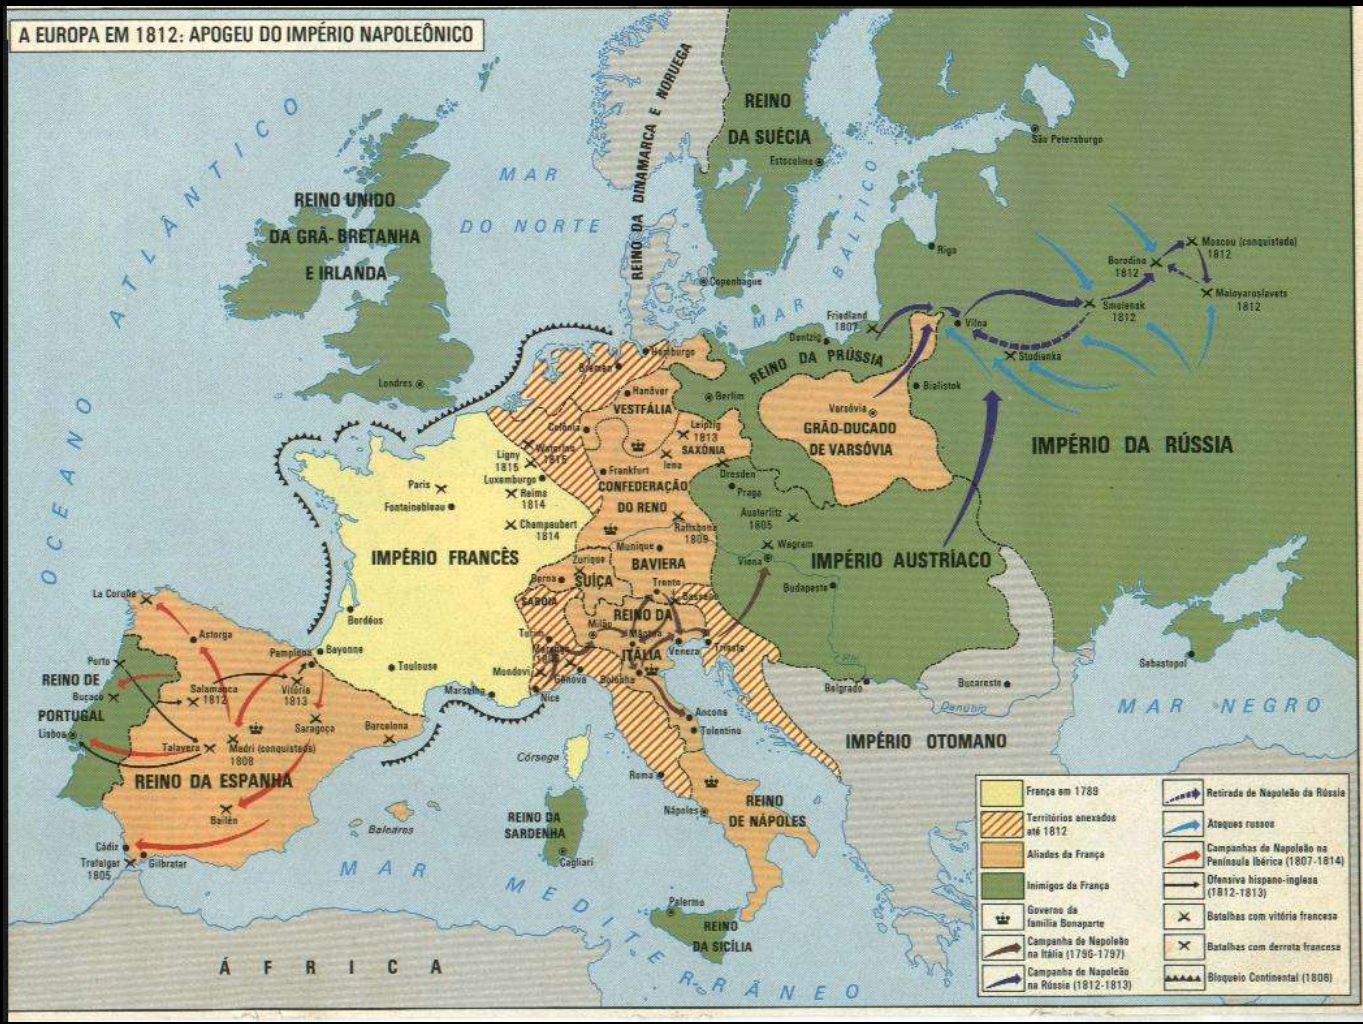 A EUROPA EM 1812: APOGEU DO IMPÉRIO NAPOLEÔNICO
OCEANO ATLÂNTICO
MAR
DO NORTE
REINO UNIDO
DA GRÃ-BRETANHA
E IRLANDA
Londres
REINO DA DINAMARCA E NORUEGA
REINO
DA SUÉCIA
Estocolmo
Copenhague
MAR BÁLTICO
São Petersburgo
Riga
Moscou (conquistada)
1812
Borodino
1812
Maloyaroslavets
1812
Smolensk
1812
Vilna
Studianka
Friedland
1807
Dantzig
REINO DA PRÚSSIA
Berlim
Bialistok
Varsóvia
GRÃO-DUCADO
DE VARSÓVIA
IMPÉRIO DA RÚSSIA
Hamburgo
Bremen
Hanôver
VESTFÁLIA
Colônia
Leipzig
1813
SAXÔNIA
Iena
Dresden
Waterloo
1815
Ligny
1815
Luxemburgo
Frankfurt
CONFEDERAÇÃO
DO RENO
Praga
Paris
Reims
1814
Fontainebleau
Champaubert
1814
Ratisbona
1809
Austerlitz
1805
Wagram
Viena
IMPÉRIO FRANCÊS
Munique
BAVIERA
IMPÉRIO AUSTRÍACO
Zurique
Berna
SUÍÇA
Trento
Bassano
Budapeste
SABÓIA
REINO DA
ITÁLIA
Milão
Mântua
Veneza
Trieste
Turim
Marengo
Mondovi
Gênova
Bolonha
Nice
Bordéus
Bayonne
Toulouse
Marselha
La Coruña
Astorga
Pamplona
Porto
REINO DE
PORTUGAL
Buçaco
Lisboa
Salamanca
1812
Vitória
1813
Saragoça
Barcelona
Talavera
Madri (conquistada)
1808
REINO DA ESPANHA
Bailén
Cádiz
Trafalgar
1805
Gilbratar
Baleares
Córsega
REINO DA
SARDENHA
Cagliari
Ancona
Tolentino
Roma
Nápoles
REINO
DE NÁPOLES
Palermo
REINO
DA SICÍLIA
MAR MEDITERRÂNEO
ÁFRICA
Belgrado
Bucareste
Danubio
IMPÉRIO OTOMANO
Sebastopol
MAR NEGRO
França em 1789
Territórios anexados
até 1812
Aliados da França
Inimigos da França
Governo da
família Bonaparte
Campanha de Napoleão
na Itália (1796-1797)
Campanha de Napoleão
na Rússia (1812-1813)
Retirada de Napoleão da Rússia
Ataques russos
Campanhas de Napoleão na
Península Ibérica (1807-1814)
Ofensiva hispano-inglesa
(1812-1813)
Batalhas com vitória francesa
Batalhas com derrota francesa
Bloqueio Continental (1806)